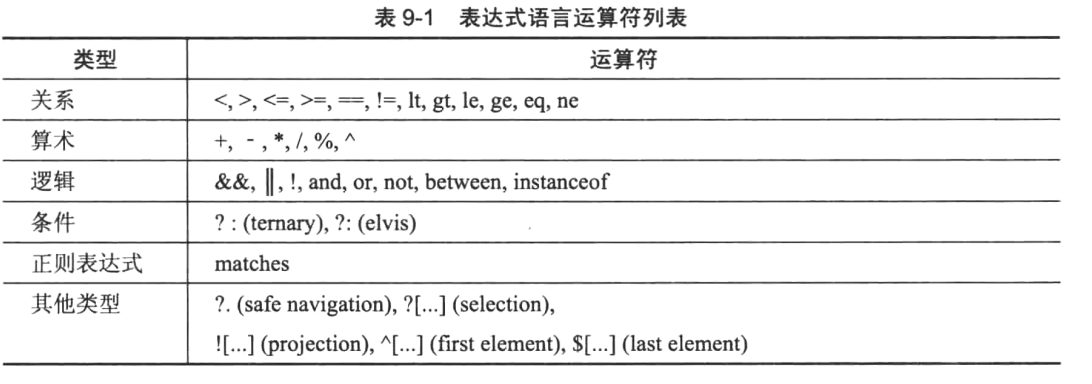 表 9-1 表达式语言运算符列表
类型 运算符
关系 <, >, <=, >=, ==, !=, lt, gt, le, ge, eq, ne
算术 +, -, *, /, %, ^
逻辑 &&, ||, !, and, or, not, between, instanceof
条件 ? : (ternary), ?: (elvis)
正则表达式 matches
其他类型 ?. (safe navigation), ?[...] (selection),
![...] (projection), ^[...] (first element), $[...] (last element)